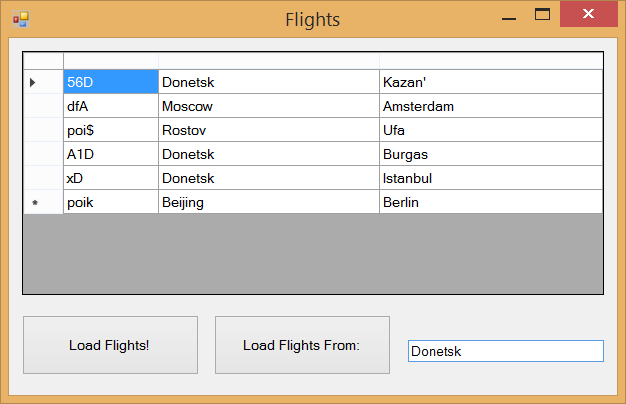 Flights
56D Donetsk Kazan'
dfA Moscow Amsterdam
poi$ Rostov Ufa
A1D Donetsk Burgas
xD Donetsk Istanbul
* poik Beijing Berlin
Load Flights! Load Flights From: Donetsk